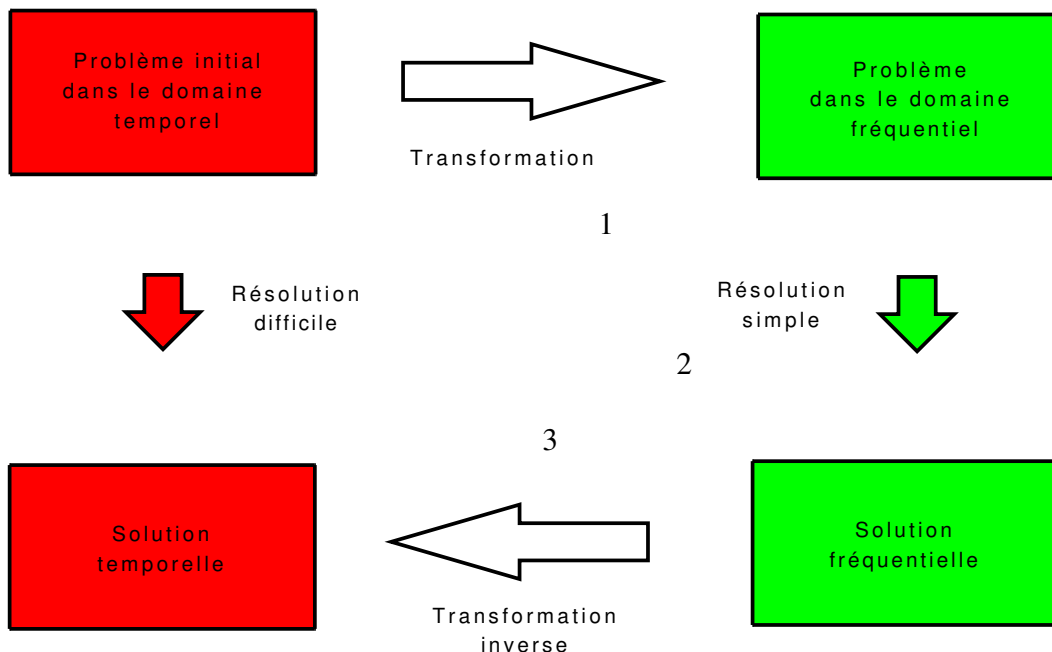 Problème initial
dans le domaine
temporel
Transformation
Problème
dans le domaine
fréquentiel
1
Résolution
difficile
Résolution
simple
2
3
Solution
temporelle
Transformation
inverse
Solution
fréquentielle